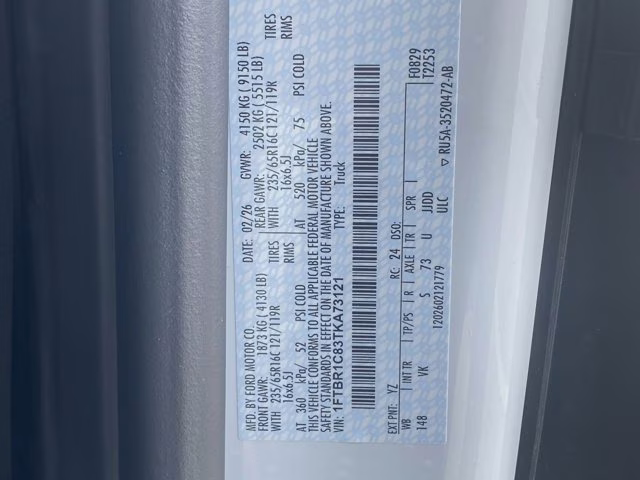 MFD. BY FORD MOTOR CO. DATE: 02/26 GVWR: 4150 KG ( 9150 LB)
FRONT GAWR: 1873 KG ( 4130 LB) REAR GAWR: 2502 KG ( 5515 LB)
WITH 235/65R16C 121/119R TIRES WITH 235/65R16C 121/119R TIRES
16x6.5J RIMS 16x6.5J RIMS
AT 360 kPa/ 52 PSI COLD AT 520 kPa/ 75 PSI COLD
THIS VEHICLE CONFORMS TO ALL APPLICABLE FEDERAL MOTOR VEHICLE
SAFETY STANDARDS IN EFFECT ON THE DATE OF MANUFACTURE SHOWN ABOVE.
VIN: 1FTBR1C83TKA73121 TYPE: Truck
EXT PNT: YZ RC: 24 DSO: F0829
WB INT TR TP/PS R AXLE TR SPR T2253
148 VK S 73 U JJDD
ULC
1202602121779 ▽ RU5A-3520472-AB